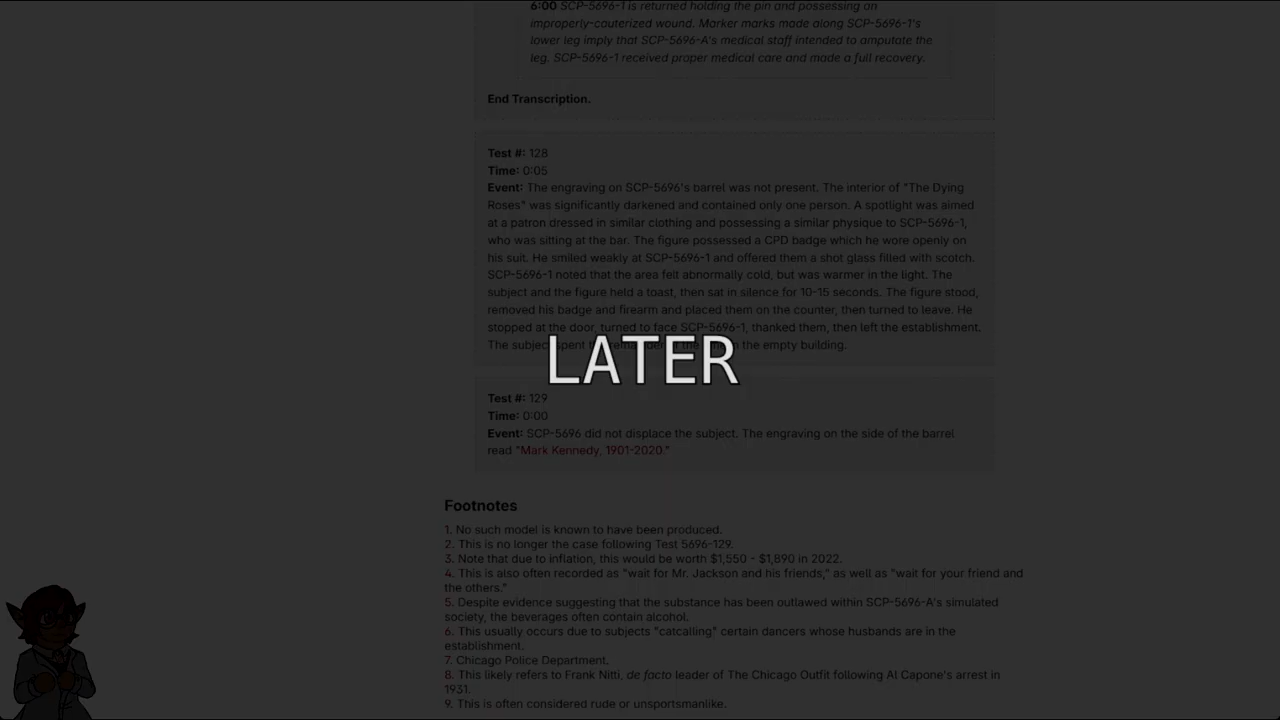 6:00 SCP-5696-1 is returned holding the pin and possessing an
improperly-cauterized wound. Marker marks made along SCP-5696-1's
lower leg imply that SCP-5696-A's medical staff intended to amputate the
leg. SCP-5696-1 received proper medical care and made a full recovery.
End Transcription.
Test #: 128
Time: 0:05
Event: The engraving on SCP-5696's barrel was not present. The interior of "The Dying
Roses" was significantly darkened and contained only one person. A spotlight was aimed
at a patron dressed in similar clothing and possessing a similar physique to SCP-5696-1,
who was sitting at the bar. The figure possessed a CPD badge which he wore openly on
his suit. He smiled weakly at SCP-5696-1 and offered them a shot glass filled with scotch.
SCP-5696-1 noted that the area felt abnormally cold, but was warmer in the light. The
subject and the figure held a toast, then sat in silence for 10-15 seconds. The figure stood,
removed his badge and firearm and placed them on the counter, then turned to leave. He
stopped at the door, turned to face SCP-5696-1, thanked them, then left the establishment.
The subject spent the in the empty building.
LATER
Test #: 129
Time: 0:00
Event: SCP-5696 did not displace the subject. The engraving on the side of the barrel
read "Mark Kennedy, 1901-2020."
Footnotes
1. No such model is known to have been produced.
2. This is no longer the case following Test 5696-129.
3. Note that due to inflation, this would be worth $1,550 - $1,890 in 2022.
4. This is also often recorded as "wait for Mr. Jackson and his friends," as well as "wait for your friend and
the others."
5. Despite evidence suggesting that the substance has been outlawed within SCP-5696-A's simulated
society, the beverages often contain alcohol.
6. This usually occurs due to subjects "catcalling" certain dancers whose husbands are in the
establishment.
7. Chicago Police Department.
8. This likely refers to Frank Nitti, de facto leader of The Chicago Outfit following Al Capone's arrest in
1931.
9. This is often considered rude or unsportsmanlike.